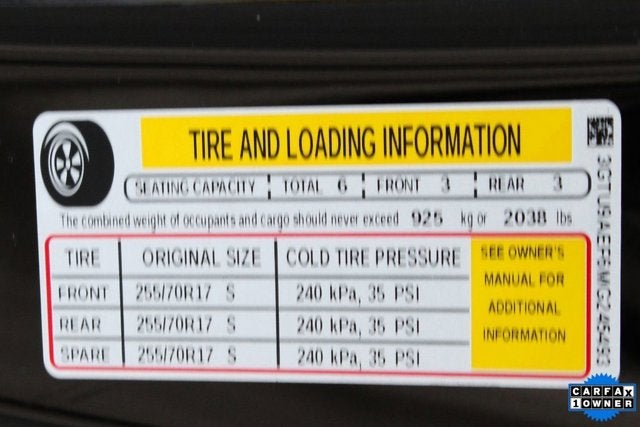 TIRE AND LOADING INFORMATION
SEATING CAPACITY TOTAL 6 FRONT 3 REAR 3
The combined weight of occupants and cargo should never exceed 925 kg or 2038 lbs
TIRE ORIGINAL SIZE COLD TIRE PRESSURE
FRONT 255/70R17 S 240 kPa, 35 PSI
REAR 255/70R17 S 240 kPa, 35 PSI
SPARE 255/70R17 S 240 kPa, 35 PSI
SEE OWNER'S
MANUAL FOR
ADDITIONAL
INFORMATION
CARFAX
1 OWNER